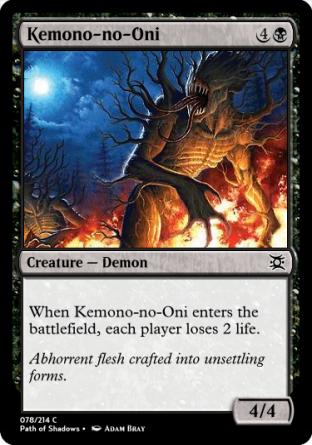 Kemono-no-Oni 4
Creature — Demon
When Kemono-no-Oni enters the
battlefield, each player loses 2 life.
Abhorrent flesh crafted into unsettling
forms.
4/4
078/214 C
Path of Shadows • Adam Bray